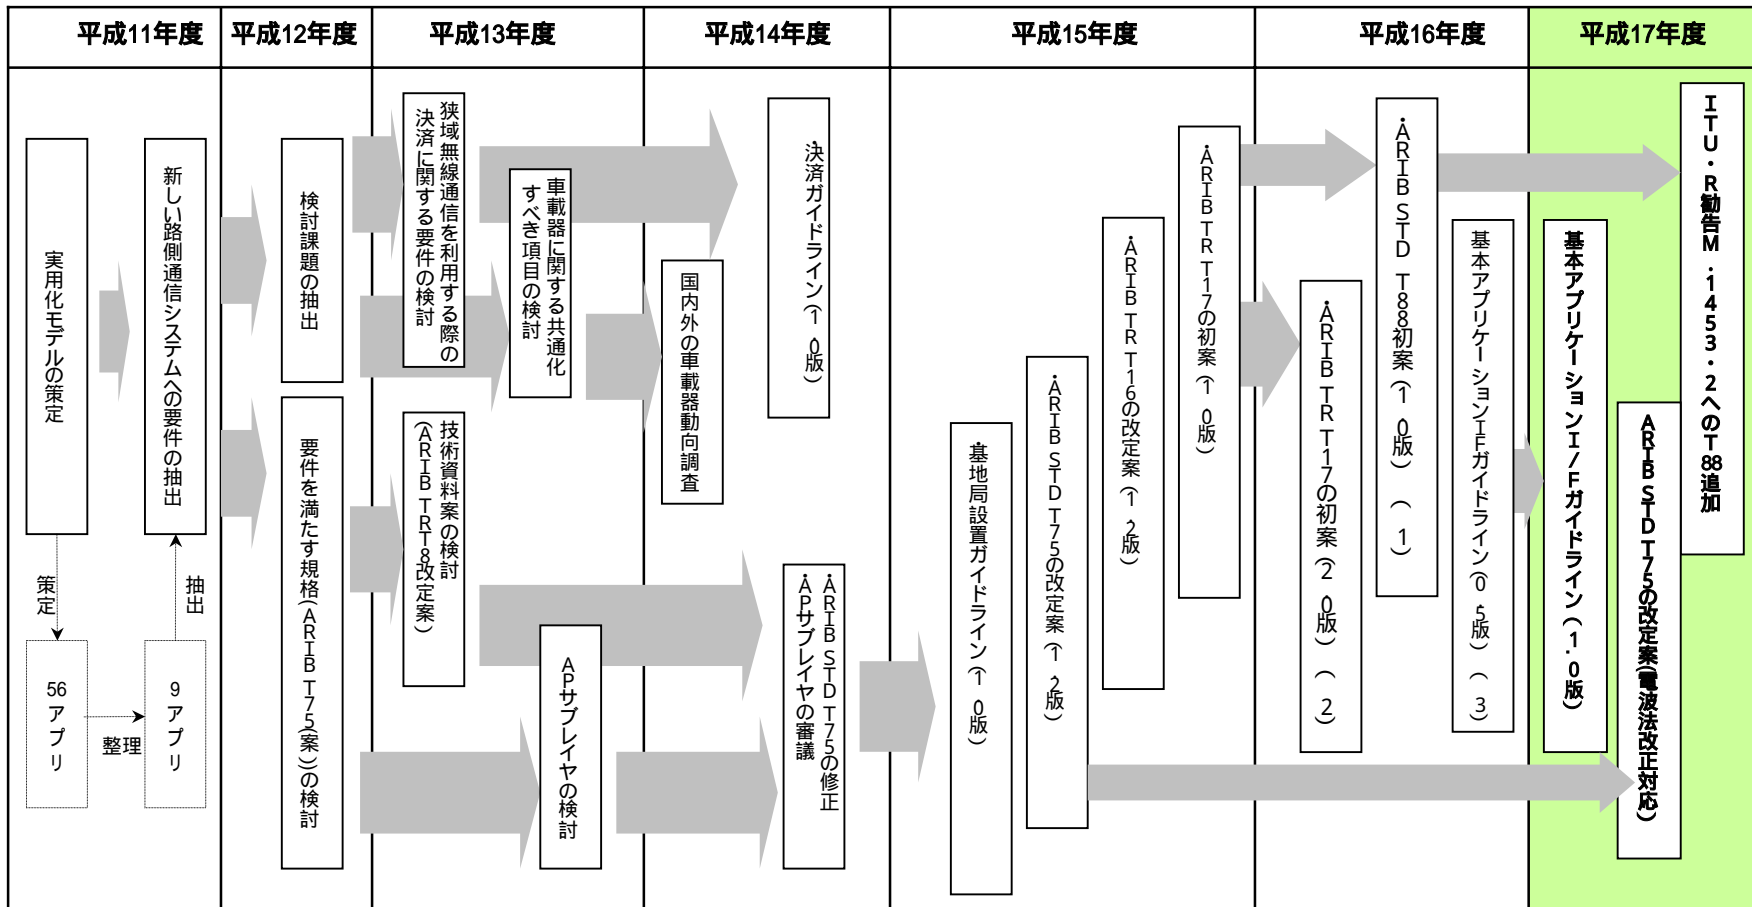 平成11年度
平成12年度
平成13年度
平成14年度
平成15年度
平成16年度
平成17年度
実用化モデルの策定
策定
56アプリ
整理
9アプリ
抽出
新しい路側通信システムへの要件の抽出
検討課題の抽出
要件を満たす規格(ARIB T75(案))の検討
狭域無線通信を利用する際の
決済に関する要件の検討
車載器に関する共通化
すべき項目の検討
技術資料案の検討
(ARIB TRT8改定案)
APサブレイヤの検討
・決済ガイドライン(1.0版)
国内外の車載器動向調査
・ARIB STD T75の修正
・APサブレイヤの審議
・基地局設置ガイドライン(1.0版)
・ARIB STD T75の改定案(1.2版)
・ARIB TR T16の改定案(1.2版)
・ARIB TR T17の初案(1.0版)
・ARIB TR T17の初案(2.0版)(2)
・ARIB STD T88初案(1.0版)(1)
基本アプリケーションIFガイドライン(0.5版)(3)
基本アプリケーションI/Fガイドライン(1.0版)
ARIB STD T75の改定案(電波法改正対応)
ITU・R勧告M.1453・2へのT88追加